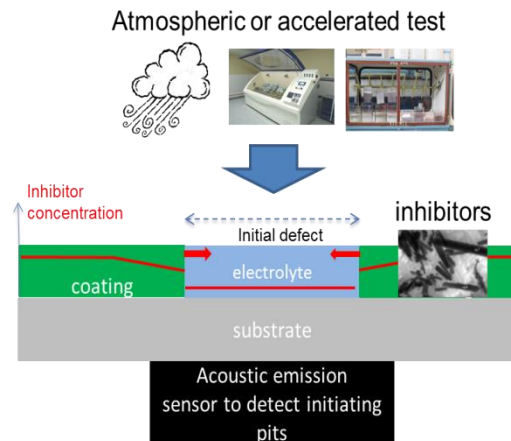 Atmospheric or accelerated test
Inhibitor
concentration
Initial defect
inhibitors
electrolyte
coating
substrate
Acoustic emission
sensor to detect initiating
pits